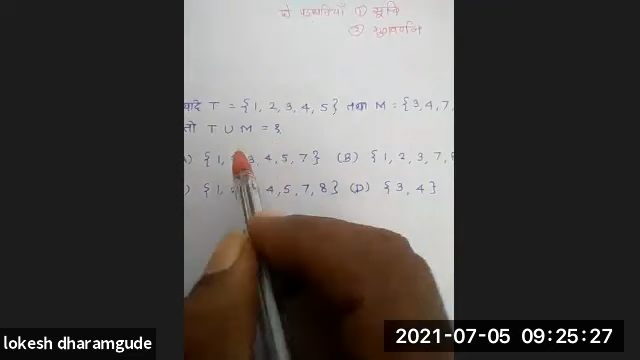 दो पद्धतियाँ ① सूचि
②
यदि T = {1, 2, 3, 4, 5} तथा M = {3, 4, 7,
तो T U M = ?
) {1, 2, 3, 4, 5, 7} (B) {1, 2, 3, 7,
) {1, 4, 5, 7, 8} (D) {3, 4}
lokesh dharamgude
2021-07-05 09:25:27